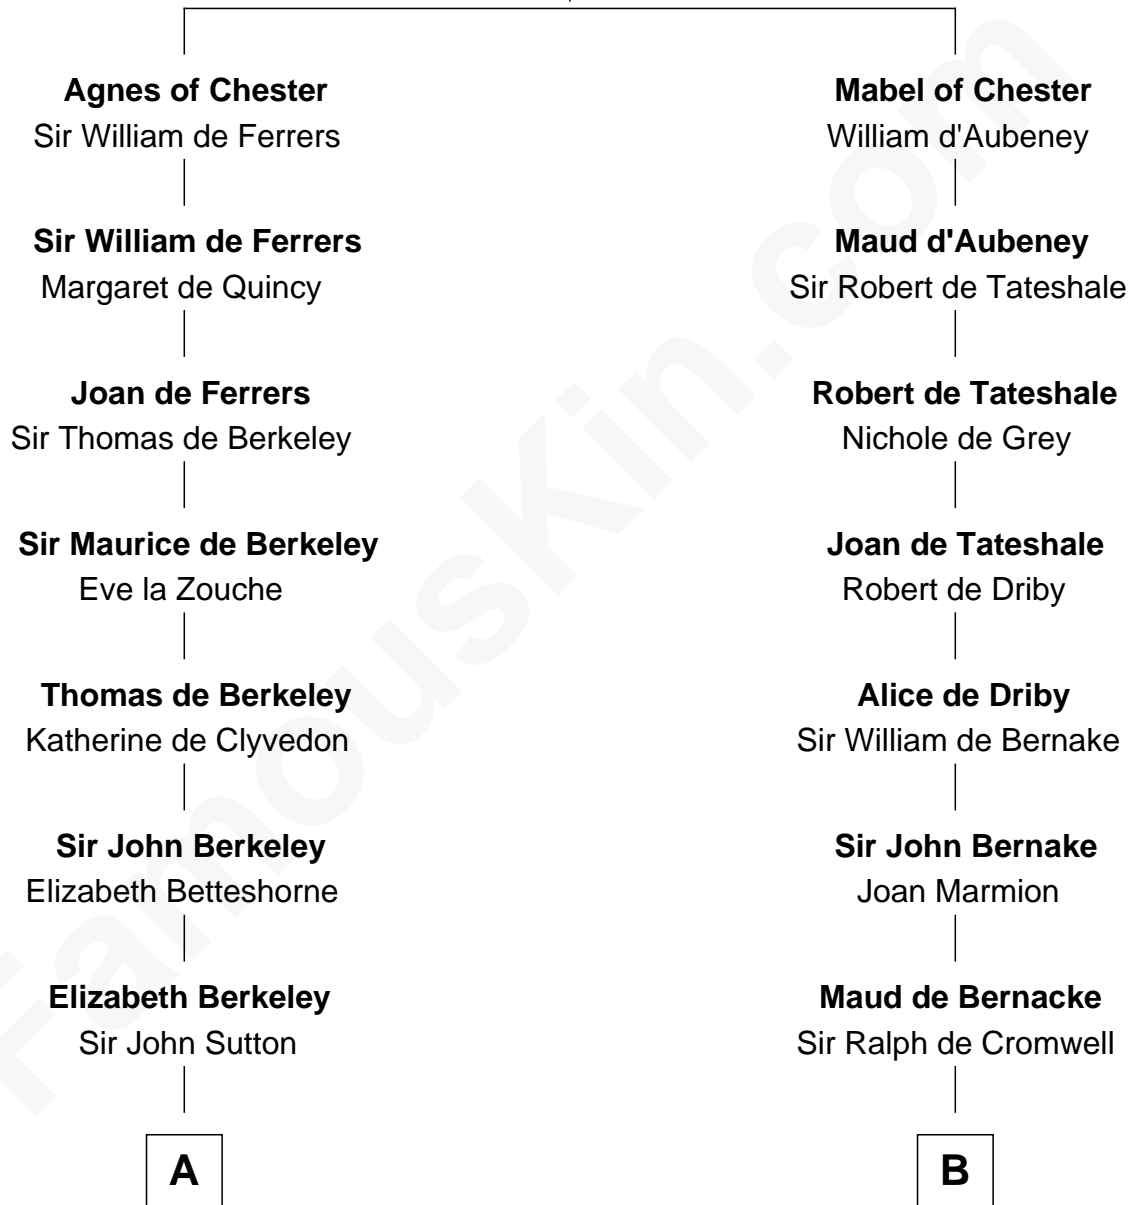 Agnes of Chester
Sir William de Ferrers
Sir William de Ferrers
Margaret de Quincy
Joan de Ferrers
Sir Thomas de Berkeley
Sir Maurice de Berkeley
Eve la Zouche
Thomas de Berkeley
Katherine de Clyvedon
Sir John Berkeley
Elizabeth Betteshorne
Elizabeth Berkeley
Sir John Sutton
A
Mabel of Chester
William d'Aubeney
Maud d'Aubeney
Sir Robert de Tateshale
Robert de Tateshale
Nichole de Grey
Joan de Tateshale
Robert de Driby
Alice de Driby
Sir William de Bernake
Sir John Bernake
Joan Marmion
Maud de Bernacke
Sir Ralph de Cromwell
B
FamousKin.com